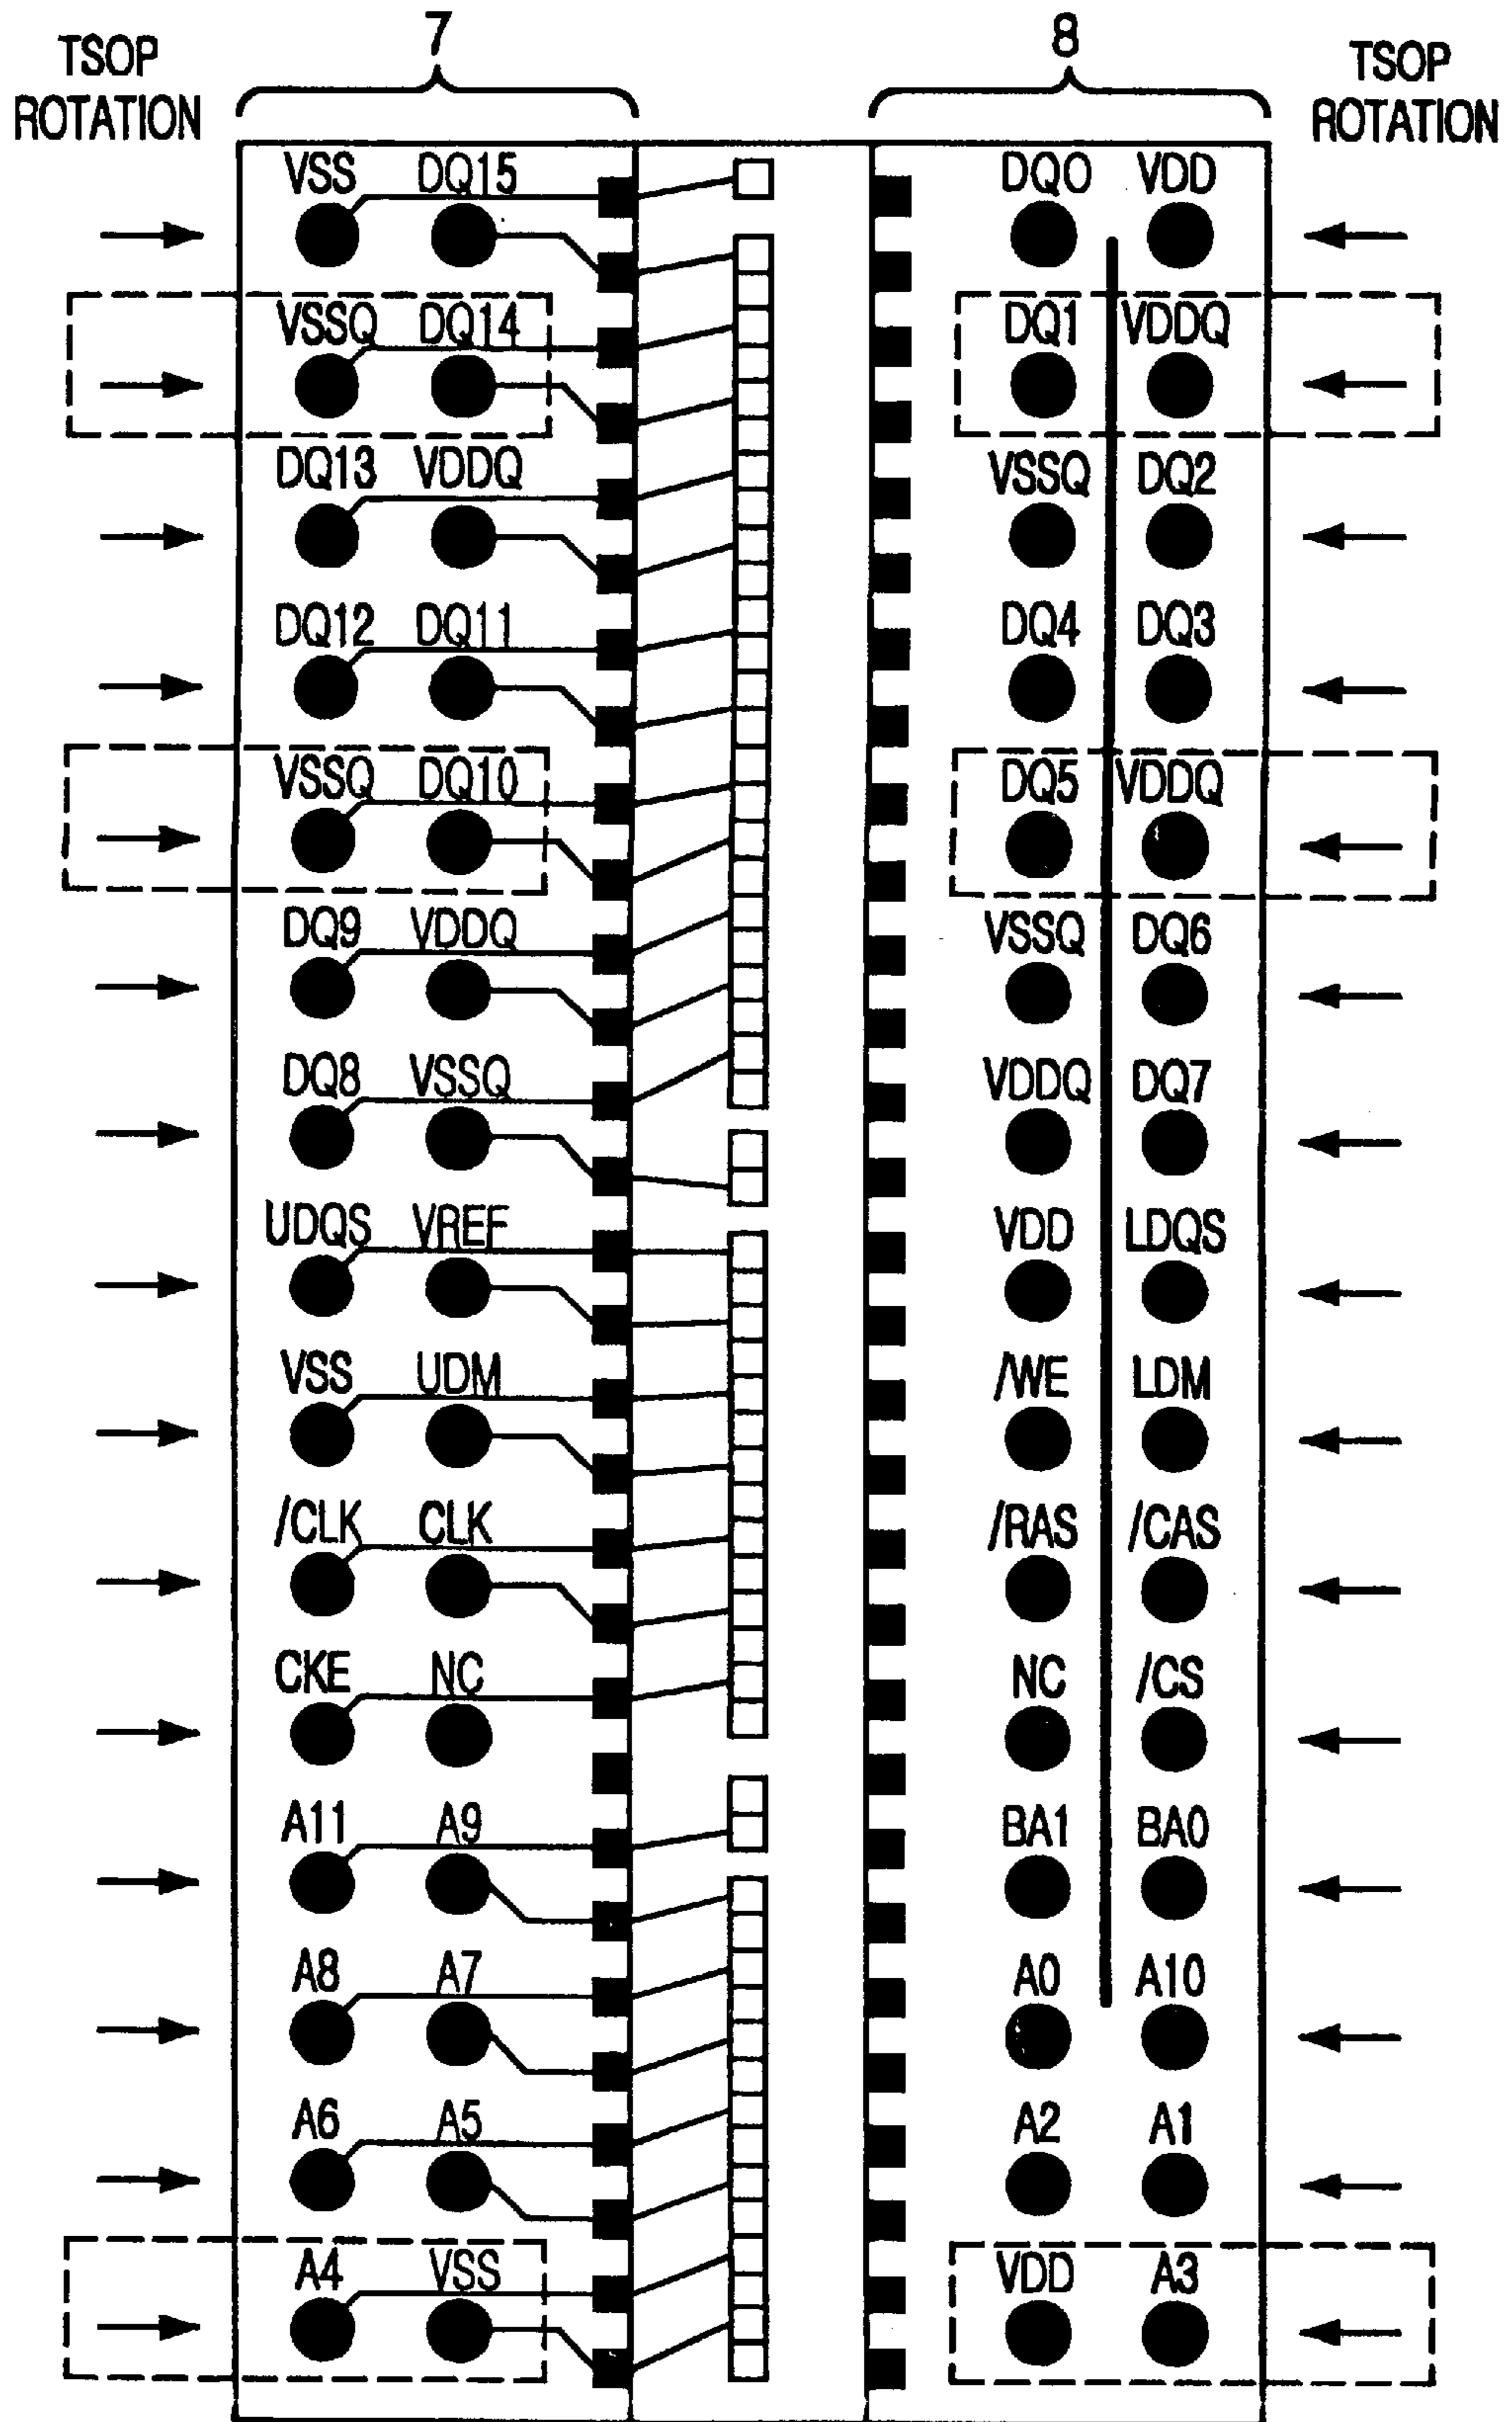 7 8
TSOP ROTATION TSOP ROTATION
VSS DQ15 DQ0 VDD
VSSQ DQ14 DQ1 VDDQ
DQ13 VDDQ VSSQ DQ2
DQ12 DQ11 DQ4 DQ3
VSSQ DQ10 DQ5 VDDQ
DQ9 VDDQ VSSQ DQ6
DQ8 VSSQ VDDQ DQ7
UDQS VREF VDD LDQS
VSS UDM /WE LDM
/CLK CLK /RAS /CAS
CKE NC NC /CS
A11 A9 BA1 BA0
A8 A7 A0 A10
A6 A5 A2 A1
A4 VSS VDD A3